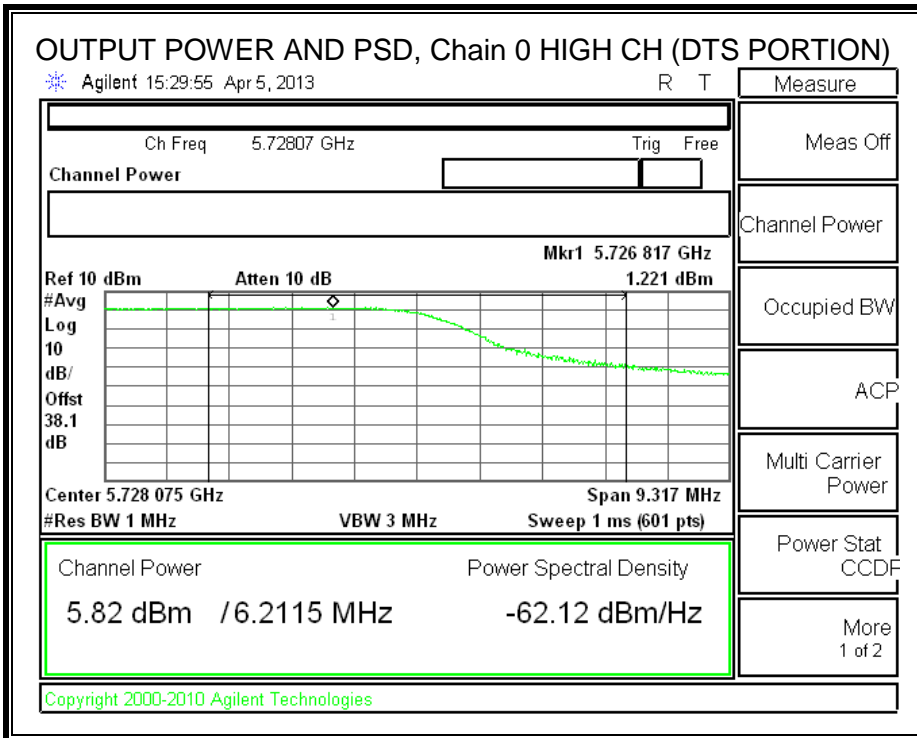 OUTPUT POWER AND PSD, Chain 0 HIGH CH (DTS PORTION)
Agilent 15:29:55 Apr 5, 2013 R T
Measure
Ch Freq 5.72807 GHz Trig Free
Meas Off
Channel Power
Channel Power
Mkr1 5.726 817 GHz
Ref 10 dBm Atten 10 dB 1.221 dBm
#Avg
Log
10
dB/
Offst
38.1
dB
1
Occupied BW
ACP
Multi Carrier
Power
Center 5.728 075 GHz Span 9.317 MHz
#Res BW 1 MHz VBW 3 MHz Sweep 1 ms (601 pts)
Power Stat
CCDF
Channel Power Power Spectral Density
5.82 dBm / 6.2115 MHz -62.12 dBm/Hz
More
1 of 2
Copyright 2000-2010 Agilent Technologies